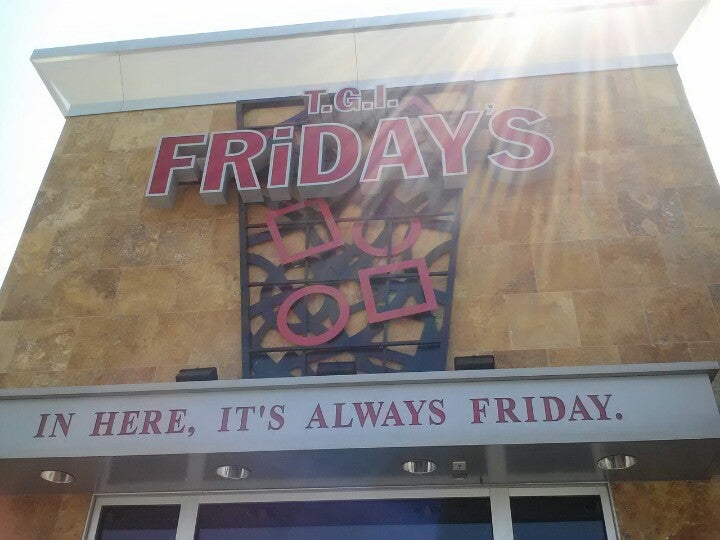 T.G.I.
FRiDAY'S
IN HERE, IT'S ALWAYS FRIDAY.